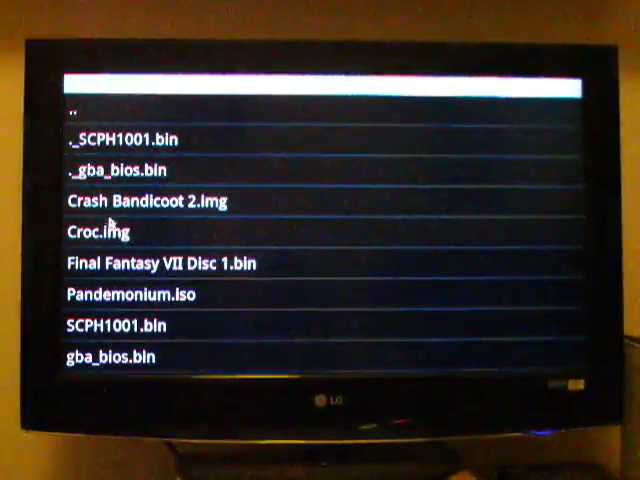 ..
._SCPH1001.bin
._gba_bios.bin
Crash Bandicoot 2.img
Croc.img
Final Fantasy VII Disc 1.bin
Pandemonium.iso
SCPH1001.bin
gba_bios.bin
LG